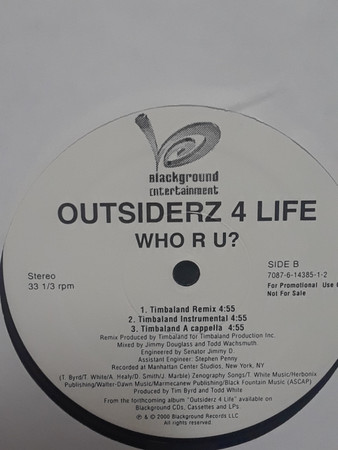 Blackground
Entertainment
OUTSIDERZ 4 LIFE
WHO R U?
Stereo
33 1/3 rpm
SIDE B
7087-6-14385-1-2
For Promotional Use
Not For Sale
1. Timbaland Remix 4:55
2. Timbaland Instrumental 4:55
3. Timbaland A cappella 4:55
Remix Produced by Timbaland for Timbaland Production Inc.
Mixed by Jimmy Douglass and Todd Wachsmuth
Engineered by Senator Jimmy D.
Assistant Engineer: Stephen Penny
Recorded at Manhattan Center Studios, New York, NY
(T. Byrd/T. White/A. Healy/D. Smith/J. Marble) Zenography Songs/T. White Music/Herbonix
Publishing/Walter-Dawn Music/Marmecanew Publishing/Black Fountain Music (ASCAP)
Produced by Tim Byrd and Todd White
From the forthcoming album "Outsiderz 4 Life" available on
Blackground CDs, Cassettes and LPs
℗ & © 2000 Blackground Records LLC
All rights reserved.